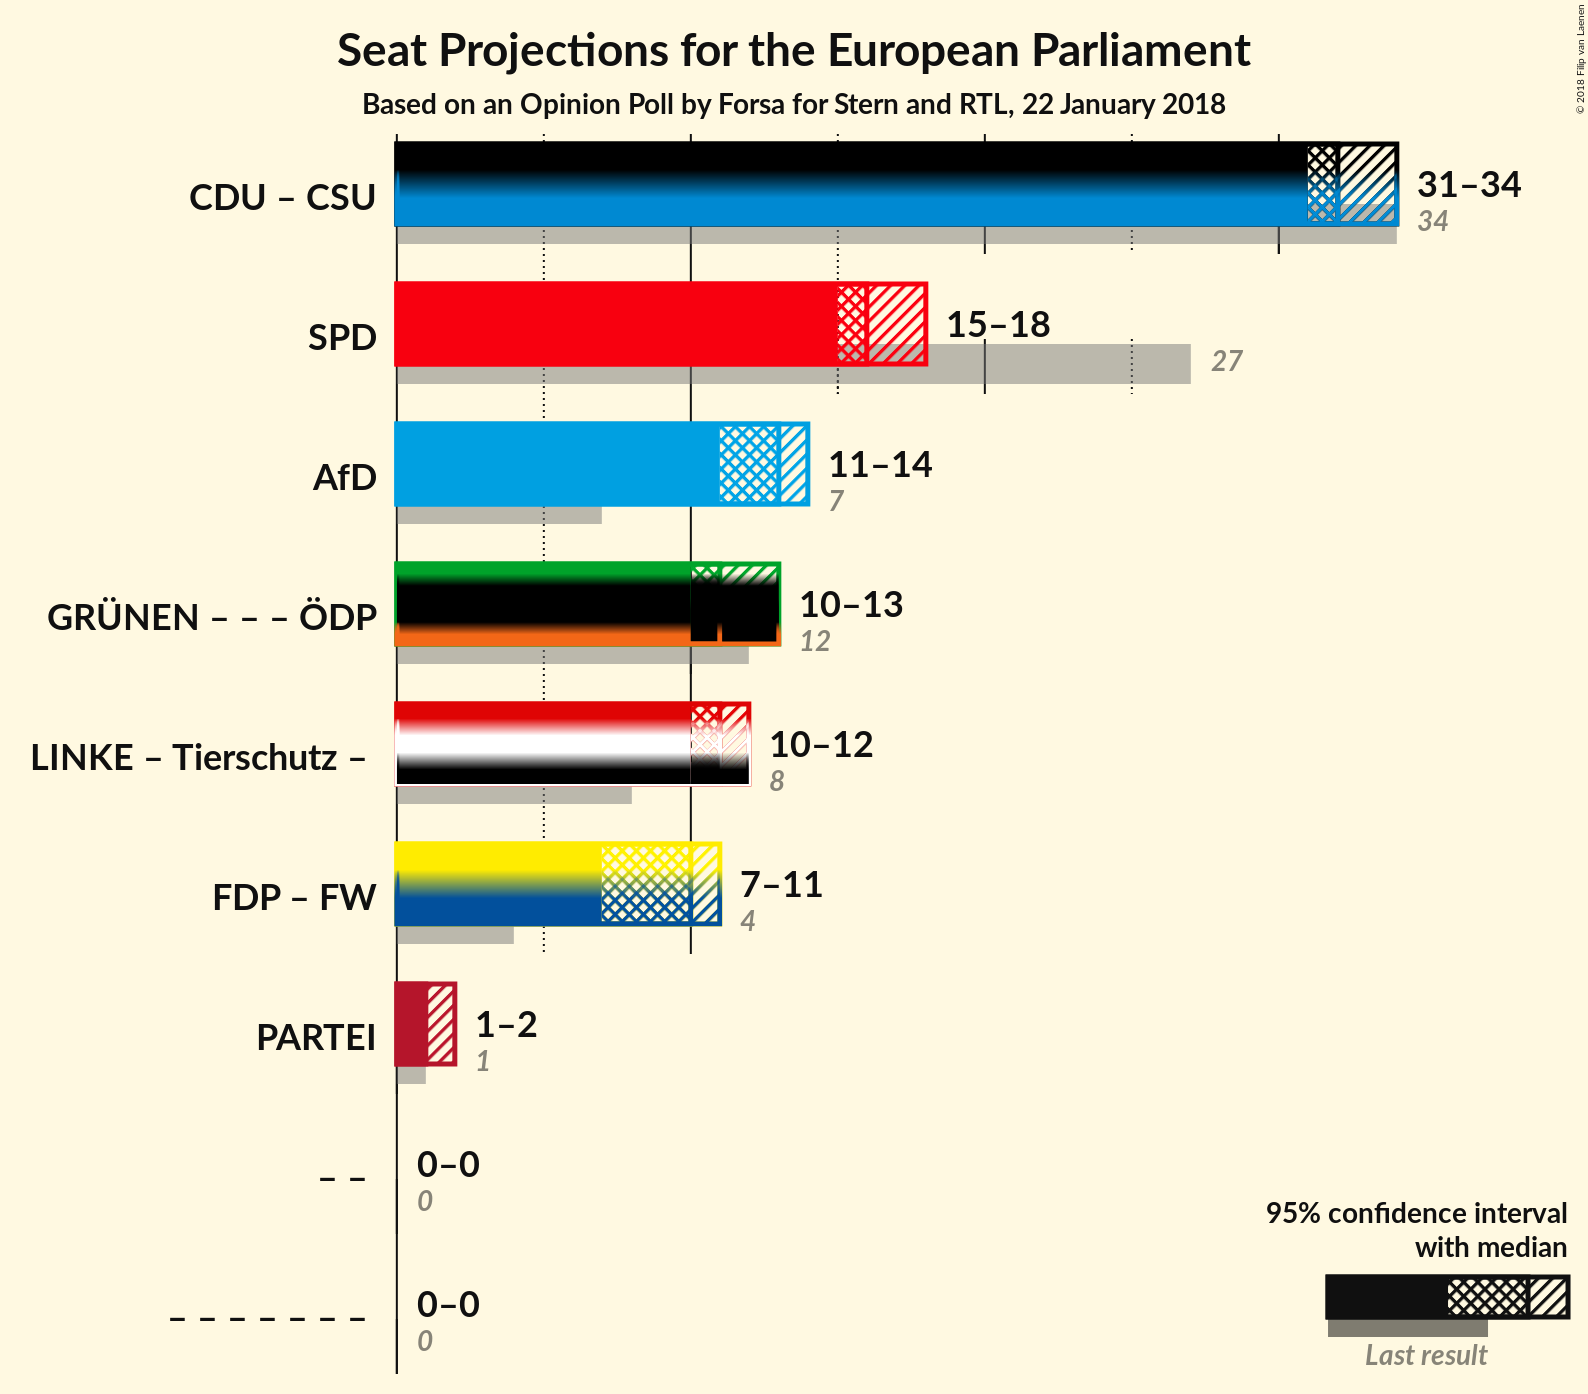 Seat Projections for the European Parliament
Based on an Opinion Poll by Forsa for Stern and RTL, 22 January 2018
© 2018 Filip van Laenen
CDU – CSU
31–34
34
SPD
15–18
27
AfD
11–14
7
GRÜNEN – – – ÖDP
10–13
12
LINKE – Tierschutz –
10–12
8
FDP – FW
7–11
4
PARTEI
1–2
1
– –
0–0
0
– – – – – – –
0–0
0
95% confidence interval
with median
Last result